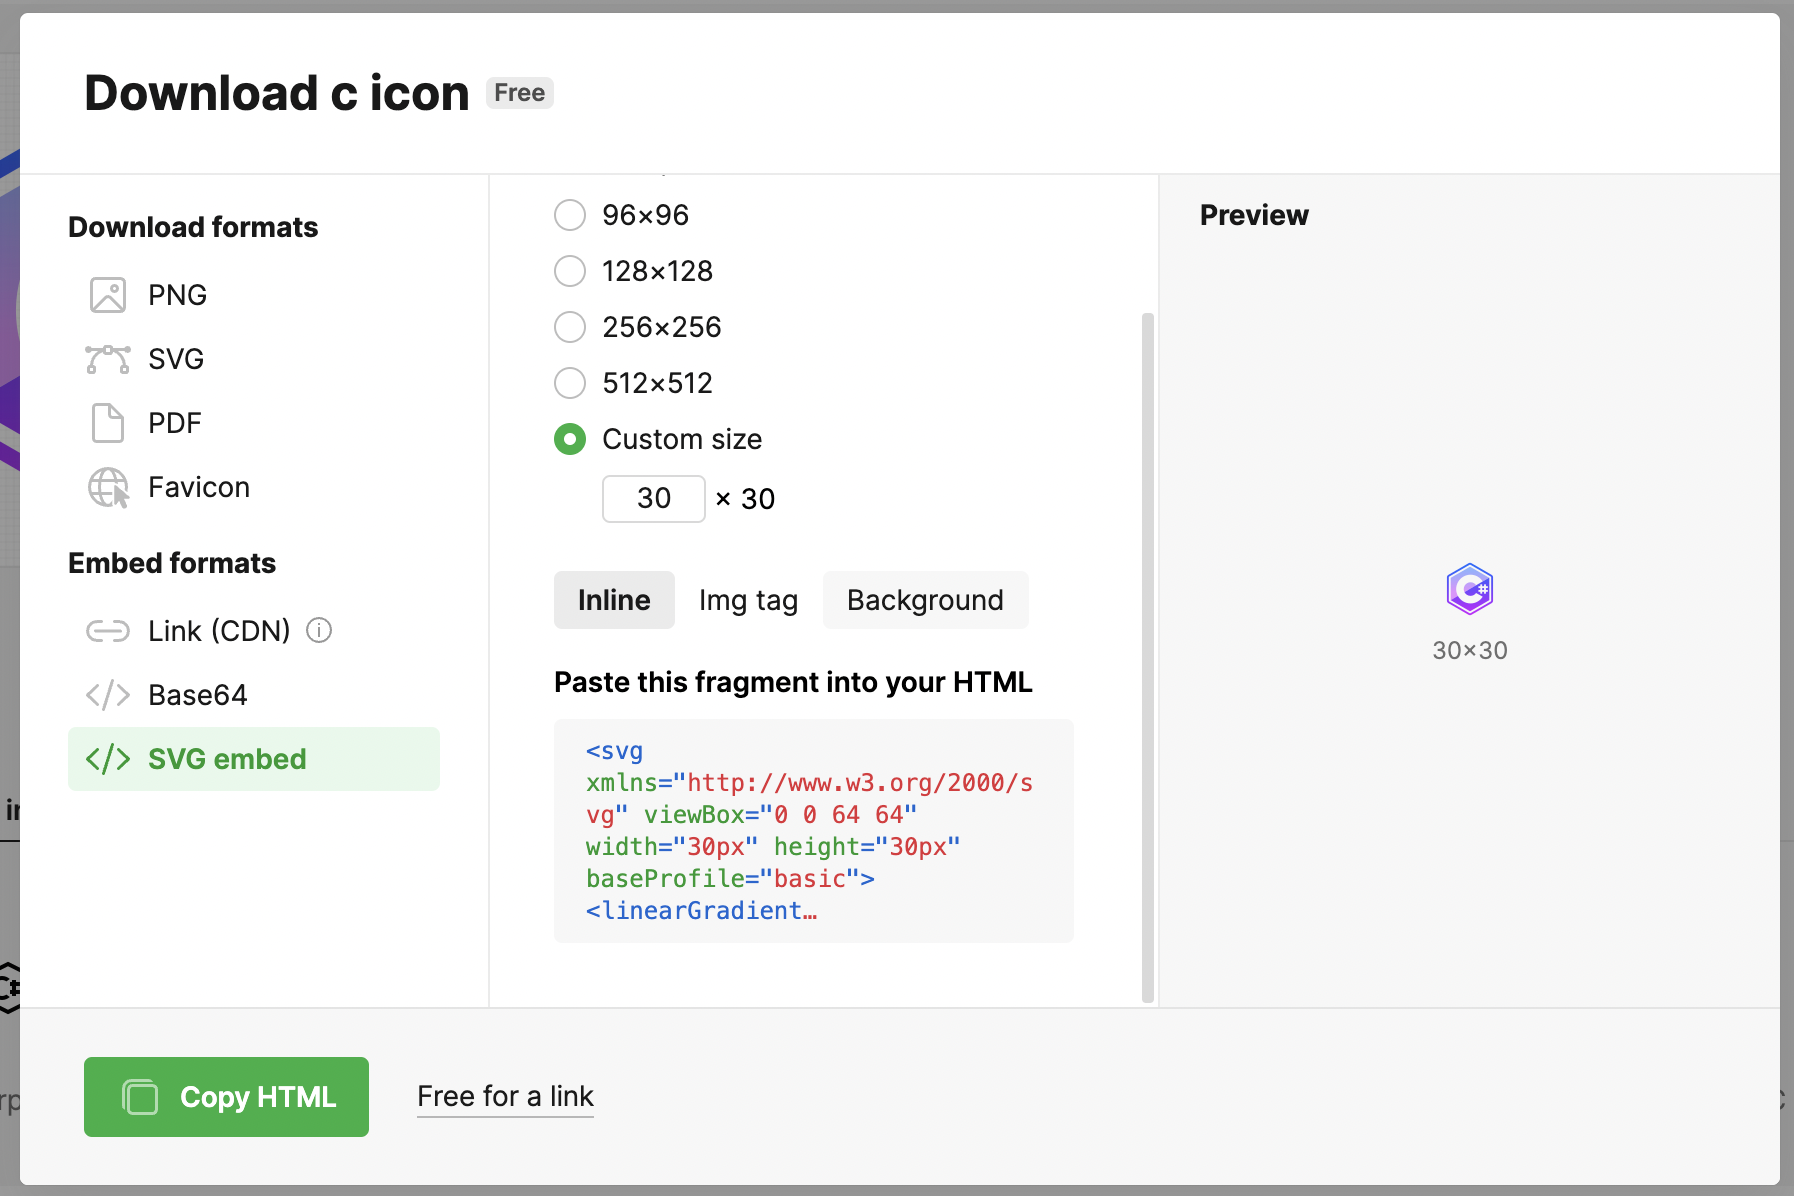 Download c icon Free
Download formats
PNG
SVG
PDF
Favicon
Embed formats
Link (CDN)
Base64
</> SVG embed
96×96
128×128
256×256
512×512
Custom size
30 × 30
Inline Img tag Background
Paste this fragment into your HTML
<svg
xmlns="http://www.w3.org/2000/s
vg" viewBox="0 0 64 64"
width="30px" height="30px"
baseProfile="basic">
<linearGradient…
Preview
C#
30×30
Copy HTML
Free for a link